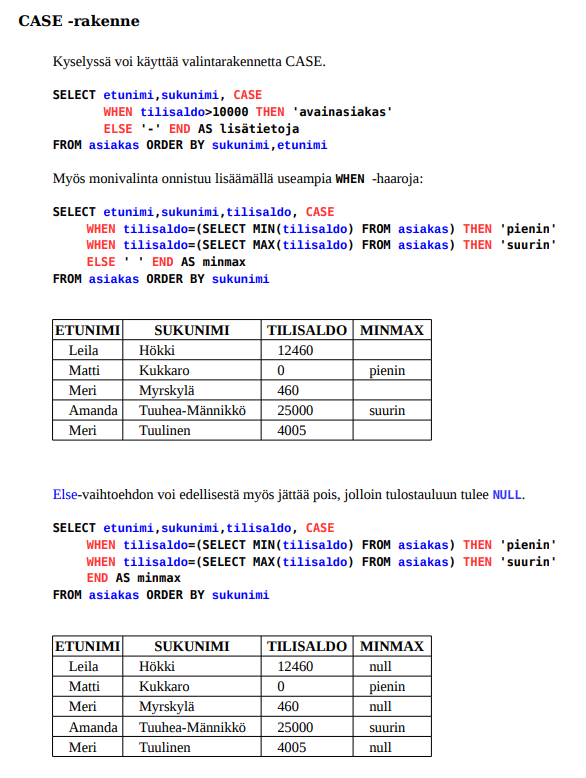 CASE -rakenne
Kyselyssä voi käyttää valintarakennetta CASE.
SELECT etunimi,sukunimi, CASE
WHEN tilisaldo>10000 THEN 'avainasiakas'
ELSE '-' END AS lisätietoja
FROM asiakas ORDER BY sukunimi,etunimi
Myös monivalinta onnistuu lisäämällä useampia WHEN -haaroja:
SELECT etunimi,sukunimi,tilisaldo, CASE
WHEN tilisaldo=(SELECT MIN(tilisaldo) FROM asiakas) THEN 'pienin'
WHEN tilisaldo=(SELECT MAX(tilisaldo) FROM asiakas) THEN 'suurin'
ELSE ' ' END AS minmax
FROM asiakas ORDER BY sukunimi
ETUNIMI SUKUNIMI TILISALDO MINMAX
Leila Hökki 12460
Matti Kukkaro 0 pienin
Meri Myrskylä 460
Amanda Tuuhea-Männikkö 25000 suurin
Meri Tuulinen 4005
Else-vaihtoehdon voi edellisestä myös jättää pois, jolloin tulostauluun tulee NULL.
SELECT etunimi,sukunimi,tilisaldo, CASE
WHEN tilisaldo=(SELECT MIN(tilisaldo) FROM asiakas) THEN 'pienin'
WHEN tilisaldo=(SELECT MAX(tilisaldo) FROM asiakas) THEN 'suurin'
END AS minmax
FROM asiakas ORDER BY sukunimi
ETUNIMI SUKUNIMI TILISALDO MINMAX
Leila Hökki 12460 null
Matti Kukkaro 0 pienin
Meri Myrskylä 460 null
Amanda Tuuhea-Männikkö 25000 suurin
Meri Tuulinen 4005 null